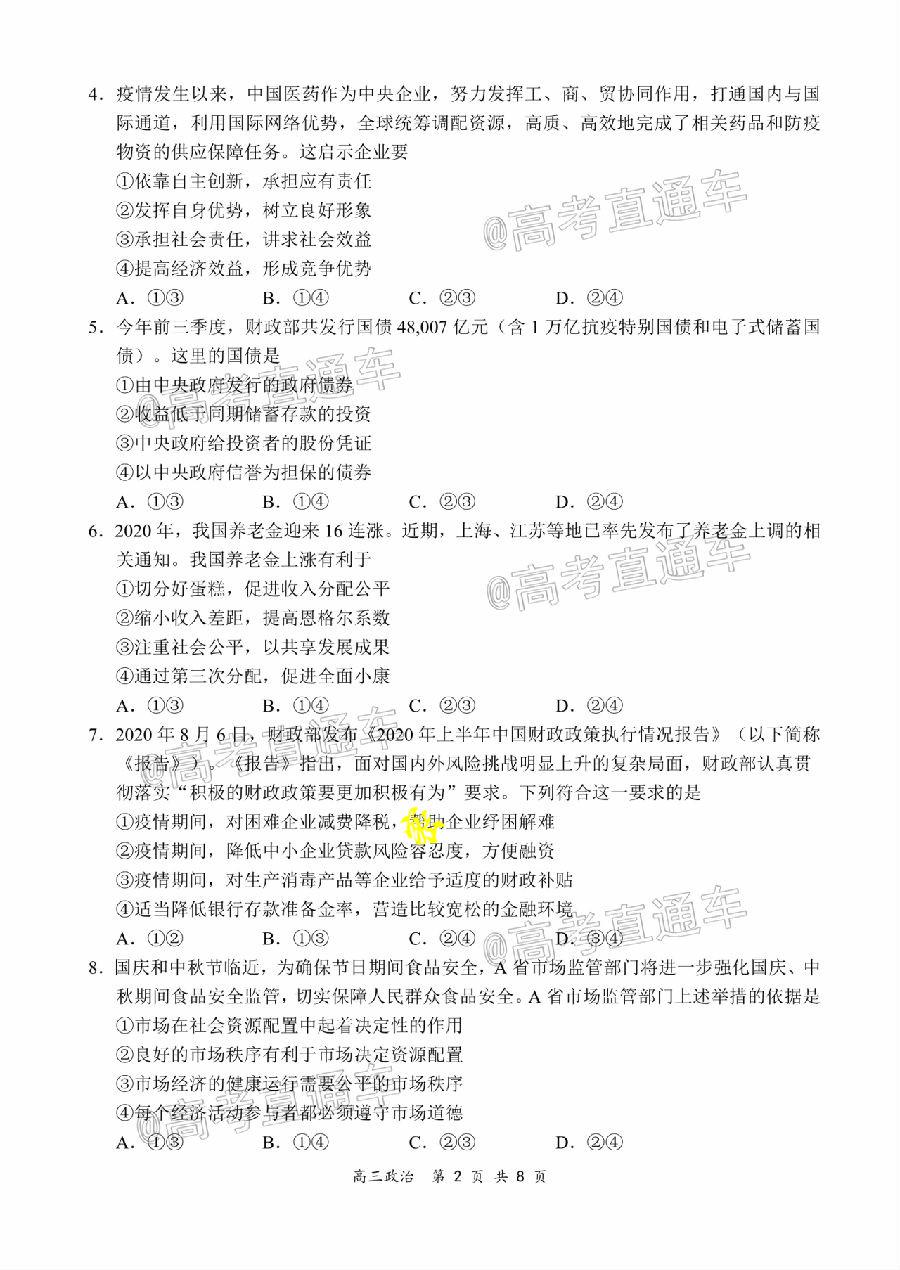 4．疫情发生以来，中国医药作为中央企业，努力发挥工、商、贸协同作用，打通国内与国
际通道，利用国际网络优势，全球统筹调配资源，高质、高效地完成了相关药品和防疫
物资的供应保障任务。这启示企业要
①依靠自主创新，承担应有责任
②发挥自身优势，树立良好形象
③承担社会责任，讲求社会效益
④提高经济效益，形成竞争优势
A．①③ B．①④ C．②③ D．②④
5．今年前三季度，财政部共发行国债 48,007 亿元（含 1 万亿抗疫特别国债和电子式储蓄国
债）。这里的国债是
①由中央政府发行的政府债券
②收益低于同期储蓄存款的投资
③中央政府给投资者的股份凭证
④以中央政府信誉为担保的债券
A．①③ B．①④ C．②③ D．②④
6．2020 年，我国养老金迎来 16 连涨。近期，上海、江苏等地已率先发布了养老金上调的相
关通知。我国养老金上涨有利于
①切分好蛋糕，促进收入分配公平
②缩小收入差距，提高恩格尔系数
③注重社会公平，以共享发展成果
④通过第三次分配，促进全面小康
A．①③ B．①④ C．②③ D．②④
7．2020 年 8 月 6 日，财政部发布《2020 年上半年中国财政政策执行情况报告》（以下简称
《报告》）。《报告》指出，面对国内外风险挑战明显上升的复杂局面，财政部认真贯
彻落实“积极的财政政策要更加积极有为”要求。下列符合这一要求的是
①疫情期间，对困难企业减费降税，帮助企业纾困解难
②疫情期间，降低中小企业贷款风险容忍度，方便融资
③疫情期间，对生产消毒产品等企业给予适度的财政补贴
④适当降低银行存款准备金率，营造比较宽松的金融环境
A．①② B．①③ C．②④ D．③④
8．国庆和中秋节临近，为确保节日期间食品安全，A 省市场监管部门将进一步强化国庆、中
秋期间食品安全监管，切实保障人民群众食品安全。A 省市场监管部门上述举措的依据是
①市场在社会资源配置中起着决定性的作用
②良好的市场秩序有利于市场决定资源配置
③市场经济的健康运行需要公平的市场秩序
④每个经济活动参与者都必须遵守市场道德
A．①③ B．①④ C．②③ D．②④
高三政治 第 2 页 共 8 页
@高考直通车
@高考直通车
@高考直通车
@高考直通车
@高考直通车
@高考直通车